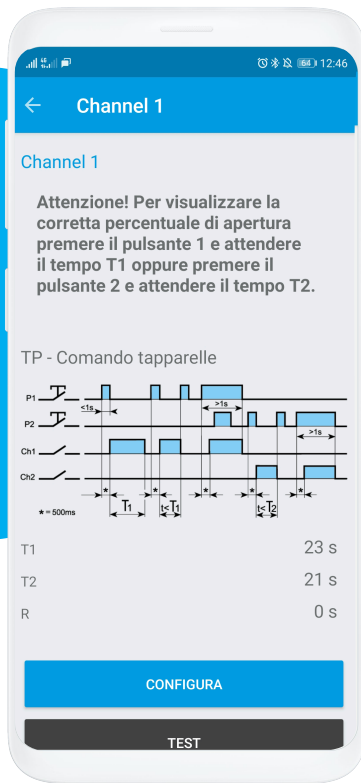 64 12:46
Channel 1
Channel 1
Attenzione! Per visualizzare la
corretta percentuale di apertura
premere il pulsante 1 e attendere
il tempo T1 oppure premere il
pulsante 2 e attendere il tempo T2.
TP - Comando tapparelle
P1
<1s
>1s
P2
>1s
Ch1
Ch2
* T1 * t<T1 * * t<T2 *
* = 500ms
T1 23 s
T2 21 s
R 0 s
CONFIGURA
TEST